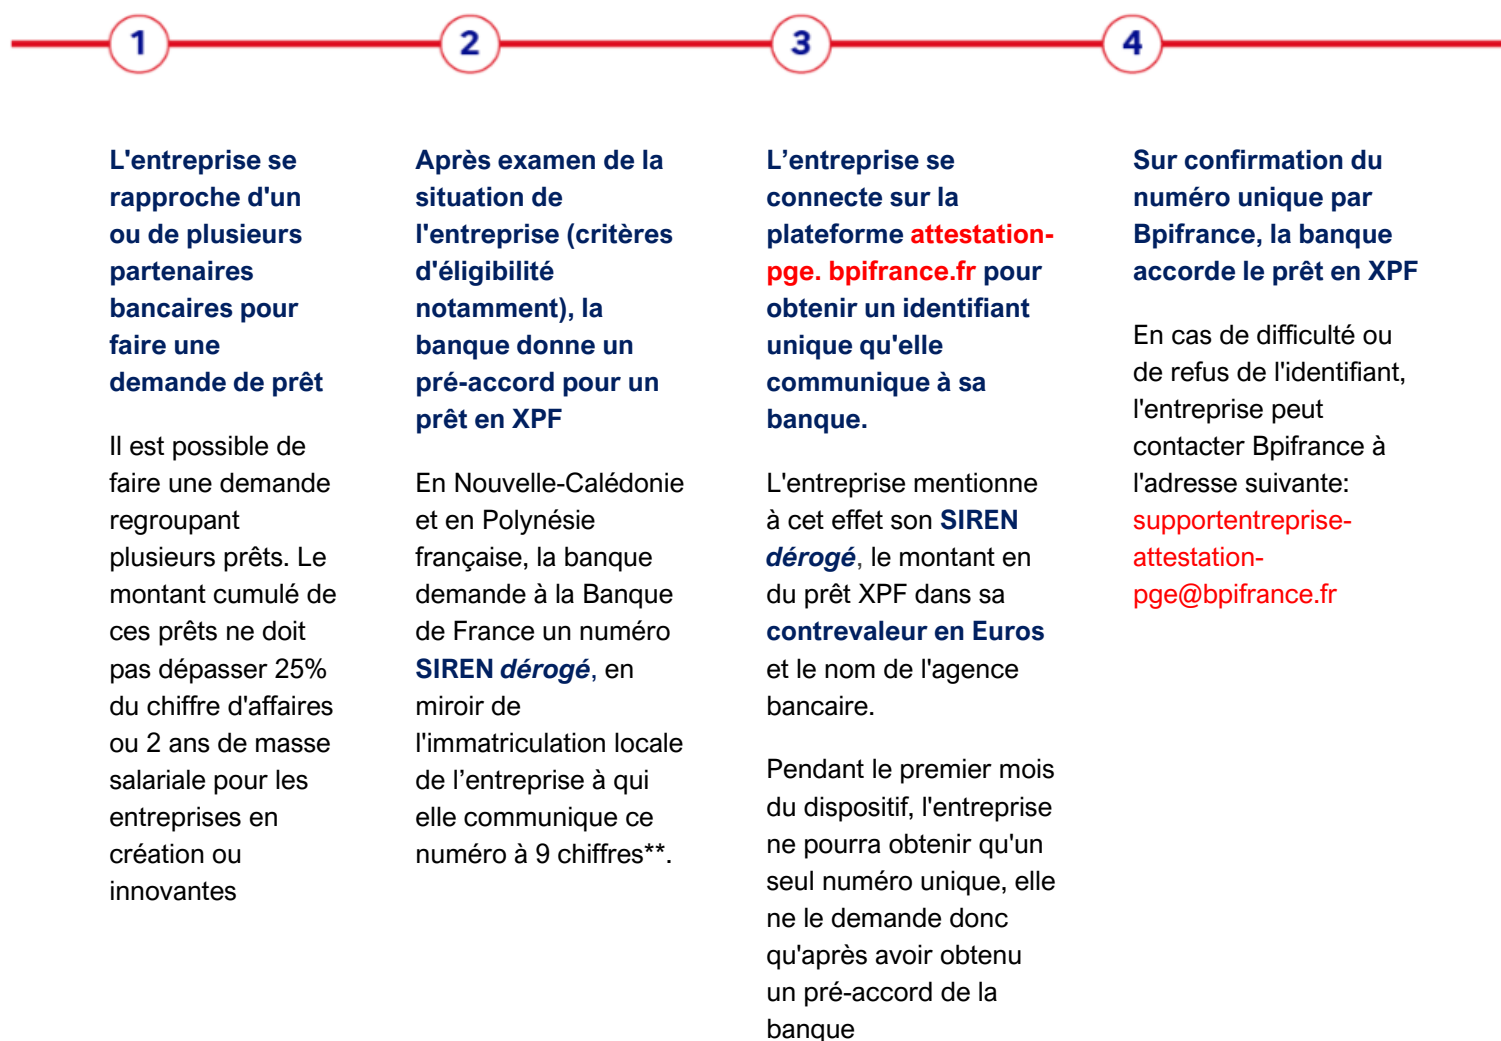 1
2
3
4
L'entreprise se
rapproche d'un
ou de plusieurs
partenaires
bancaires pour
faire une
demande de prêt
Il est possible de
faire une demande
regroupant
plusieurs prêts. Le
montant cumulé de
ces prêts ne doit
pas dépasser 25%
du chiffre d'affaires
ou 2 ans de masse
salariale pour les
entreprises en
création ou
innovantes
Après examen de la
situation de
l'entreprise (critères
d'éligibilité
notamment), la
banque donne un
pré-accord pour un
prêt en XPF
En Nouvelle-Calédonie
et en Polynésie
française, la banque
demande à la Banque
de France un numéro
SIREN dérogé, en
miroir de
l'immatriculation locale
de l’entreprise à qui
elle communique ce
numéro à 9 chiffres**.
L’entreprise se
connecte sur la
plateforme attestation-
pge. bpifrance.fr pour
obtenir un identifiant
unique qu'elle
communique à sa
banque.
L'entreprise mentionne
à cet effet son SIREN
dérogé, le montant en
du prêt XPF dans sa
contrevaleur en Euros
et le nom de l'agence
bancaire.
Pendant le premier mois
du dispositif, l'entreprise
ne pourra obtenir qu'un
seul numéro unique, elle
ne le demande donc
qu'après avoir obtenu
un pré-accord de la
banque
Sur confirmation du
numéro unique par
Bpifrance, la banque
accorde le prêt en XPF
En cas de difficulté ou
de refus de l'identifiant,
l'entreprise peut
contacter Bpifrance à
l'adresse suivante:
supportentreprise-
attestation-
pge@bpifrance.fr